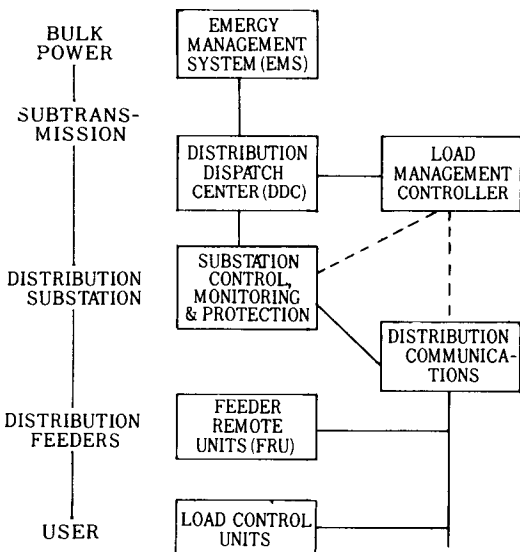 BULK
POWER
SUBTRANS-
MISSION
DISTRIBUTION
SUBSTATION
DISTRIBUTION
FEEDERS
USER
EMERGY
MANAGEMENT
SYSTEM (EMS)
DISTRIBUTION
DISPATCH
CENTER (DDC)
LOAD
MANAGEMENT
CONTROLLER
SUBSTATION
CONTROL,
MONITORING
& PROTECTION
DISTRIBUTION
COMMUNICA-
TIONS
FEEDER
REMOTE
UNITS (FRU)
LOAD CONTROL
UNITS